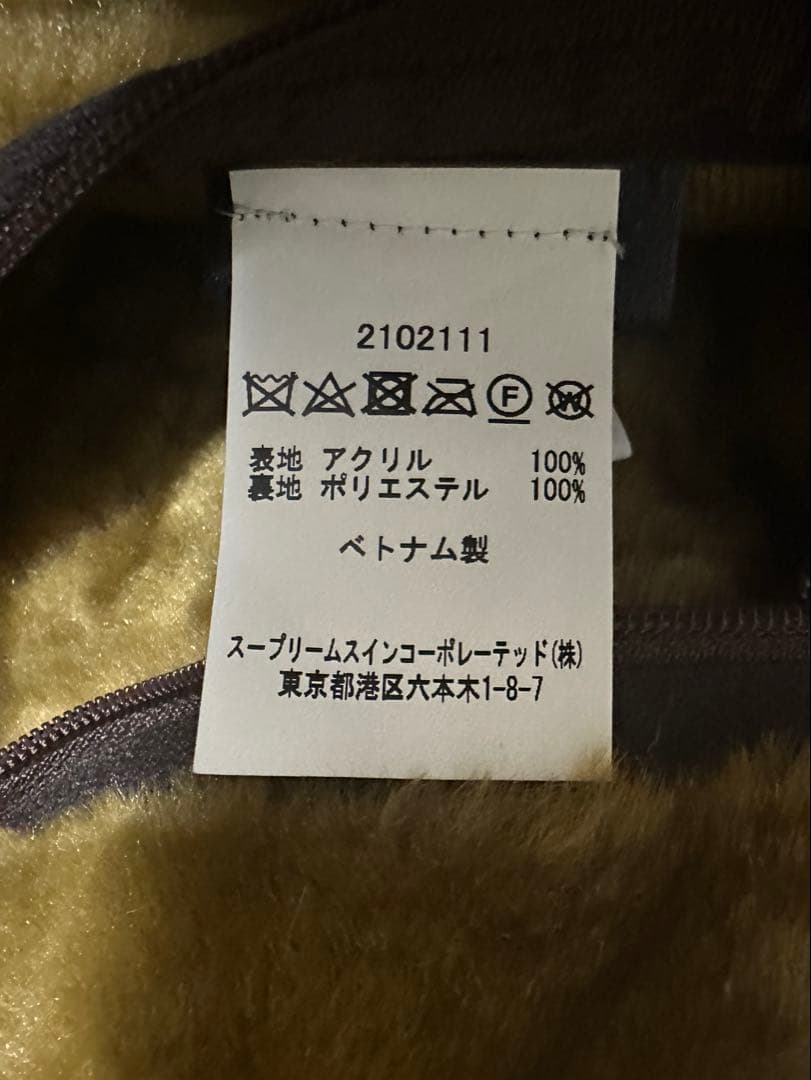 2102111
F W
表地 アクリル 100%
裏地 ポリエステル 100%
ベトナム製
スープリームスインコーポレーテッド(株)
東京都港区六本木1-8-7